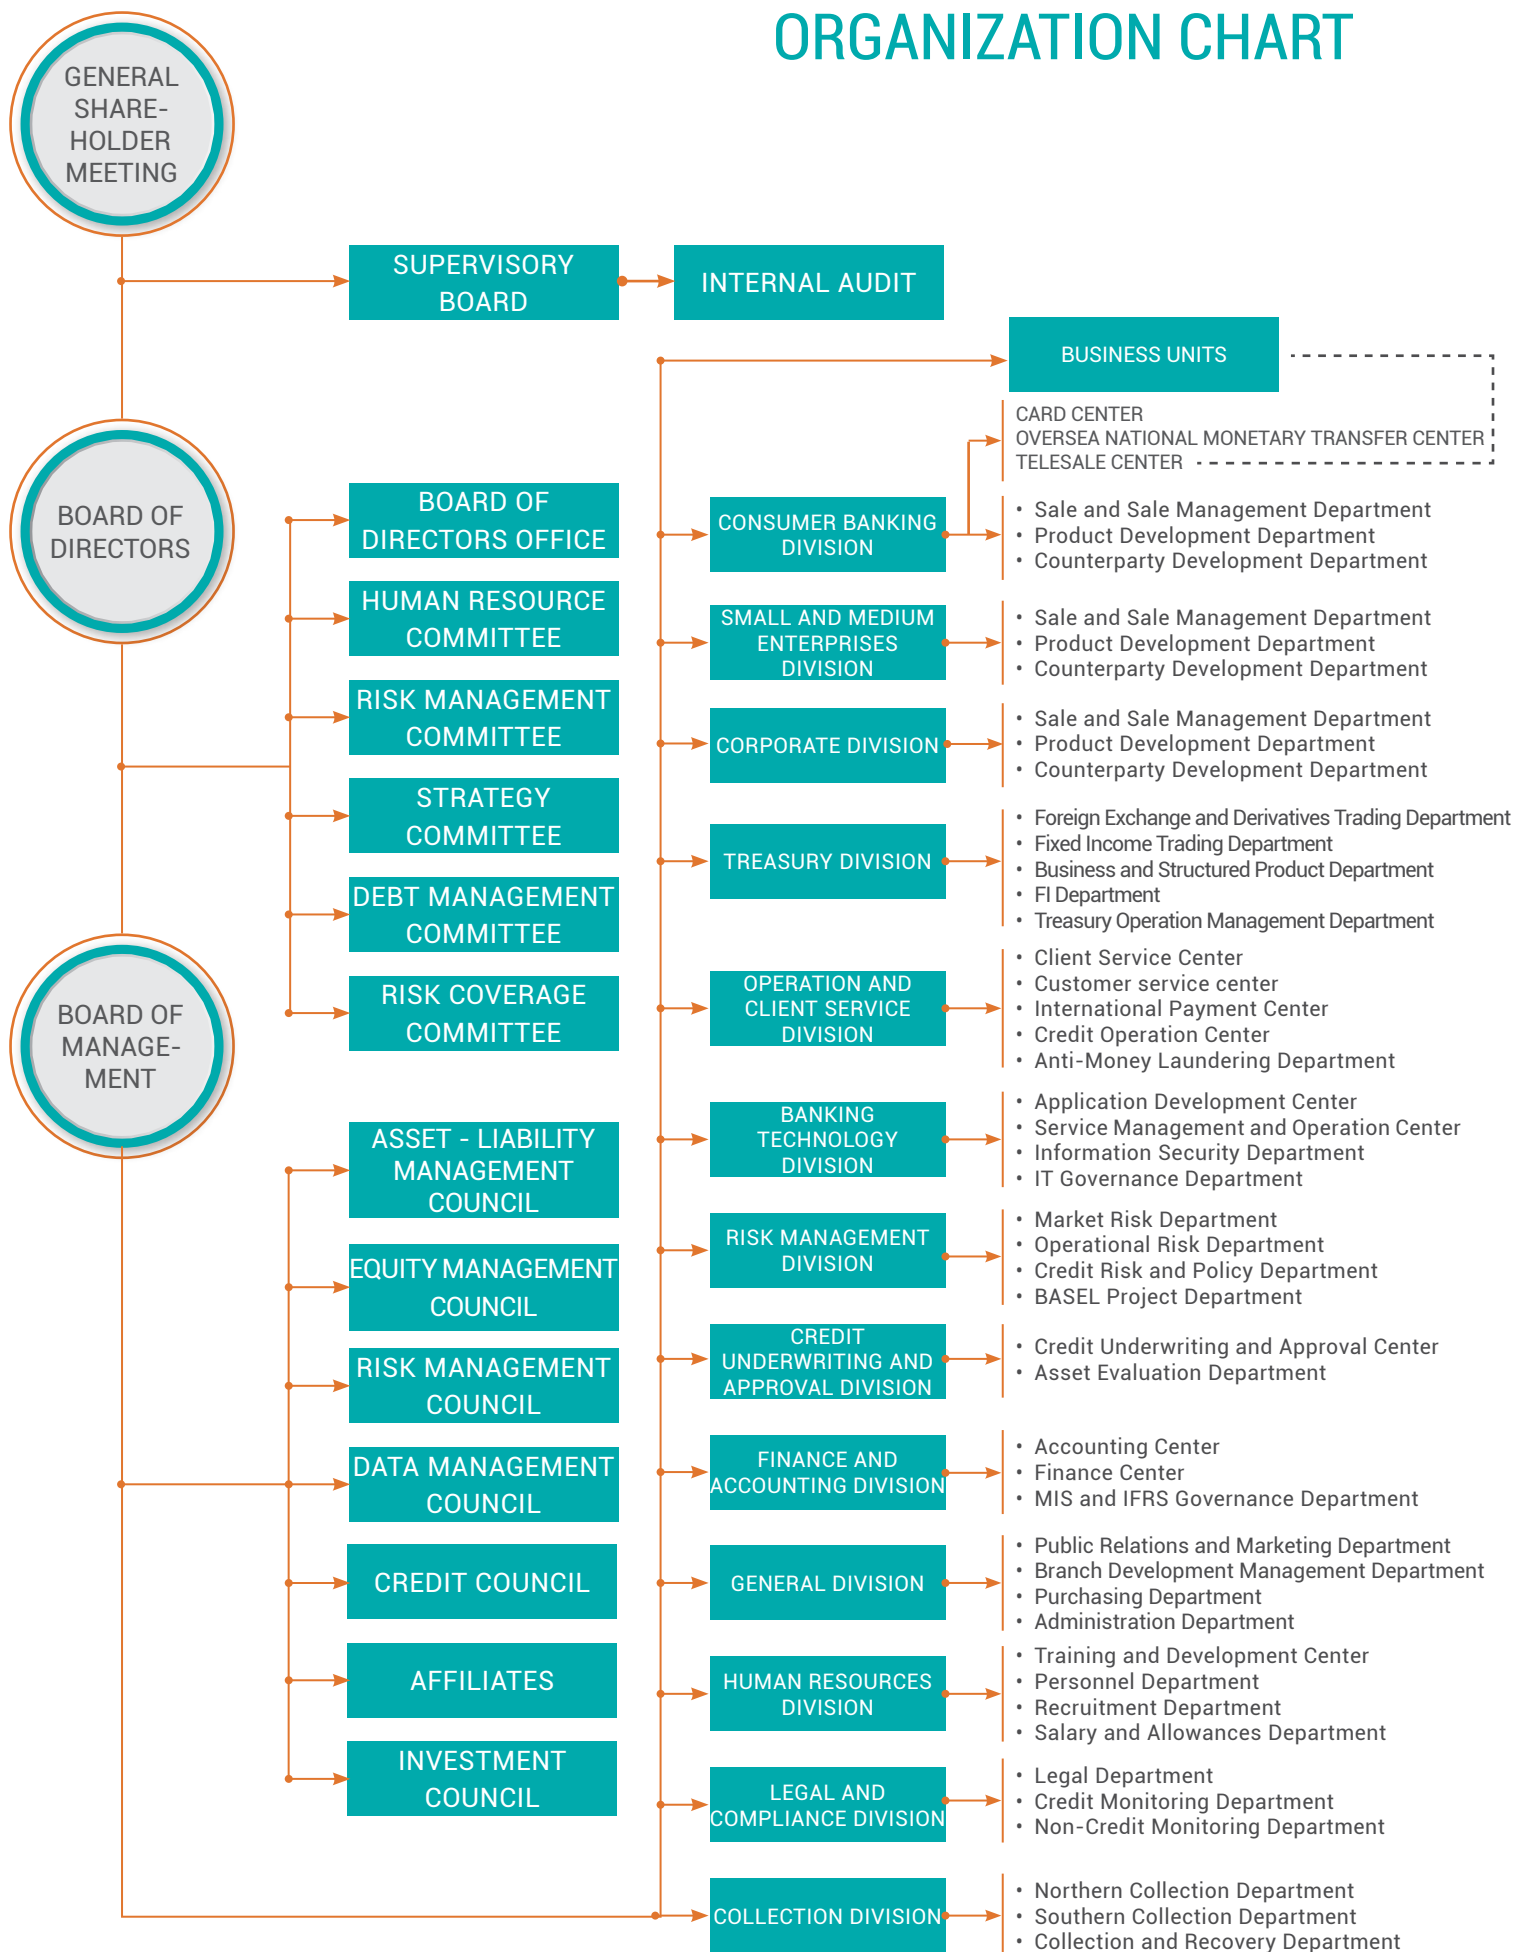 ORGANIZATION CHART
GENERAL
SHARE-
HOLDER
MEETING
SUPERVISORY
BOARD
INTERNAL AUDIT
BOARD OF
DIRECTORS
BOARD OF
DIRECTORS OFFICE
HUMAN RESOURCE
COMMITTEE
RISK MANAGEMENT
COMMITTEE
STRATEGY
COMMITTEE
DEBT MANAGEMENT
COMMITTEE
RISK COVERAGE
COMMITTEE
BOARD OF
MANAGE-
MENT
ASSET - LIABILITY
MANAGEMENT
COUNCIL
EQUITY MANAGEMENT
COUNCIL
RISK MANAGEMENT
COUNCIL
DATA MANAGEMENT
COUNCIL
CREDIT COUNCIL
AFFILIATES
INVESTMENT
COUNCIL
BUSINESS UNITS
CARD CENTER
OVERSEA NATIONAL MONETARY TRANSFER CENTER
TELESALE CENTER
CONSUMER BANKING
DIVISION
• Sale and Sale Management Department
• Product Development Department
• Counterparty Development Department
SMALL AND MEDIUM
ENTERPRISES
DIVISION
• Sale and Sale Management Department
• Product Development Department
• Counterparty Development Department
CORPORATE DIVISION
• Sale and Sale Management Department
• Product Development Department
• Counterparty Development Department
TREASURY DIVISION
• Foreign Exchange and Derivatives Trading Department
• Fixed Income Trading Department
• Business and Structured Product Department
• FI Department
• Treasury Operation Management Department
OPERATION AND
CLIENT SERVICE
DIVISION
• Client Service Center
• Customer service center
• International Payment Center
• Credit Operation Center
• Anti-Money Laundering Department
BANKING
TECHNOLOGY
DIVISION
• Application Development Center
• Service Management and Operation Center
• Information Security Department
• IT Governance Department
RISK MANAGEMENT
DIVISION
• Market Risk Department
• Operational Risk Department
• Credit Risk and Policy Department
• BASEL Project Department
CREDIT
UNDERWRITING AND
APPROVAL DIVISION
• Credit Underwriting and Approval Center
• Asset Evaluation Department
FINANCE AND
ACCOUNTING DIVISION
• Accounting Center
• Finance Center
• MIS and IFRS Governance Department
GENERAL DIVISION
• Public Relations and Marketing Department
• Branch Development Management Department
• Purchasing Department
• Administration Department
HUMAN RESOURCES
DIVISION
• Training and Development Center
• Personnel Department
• Recruitment Department
• Salary and Allowances Department
LEGAL AND
COMPLIANCE DIVISION
• Legal Department
• Credit Monitoring Department
• Non-Credit Monitoring Department
COLLECTION DIVISION
• Northern Collection Department
• Southern Collection Department
• Collection and Recovery Department